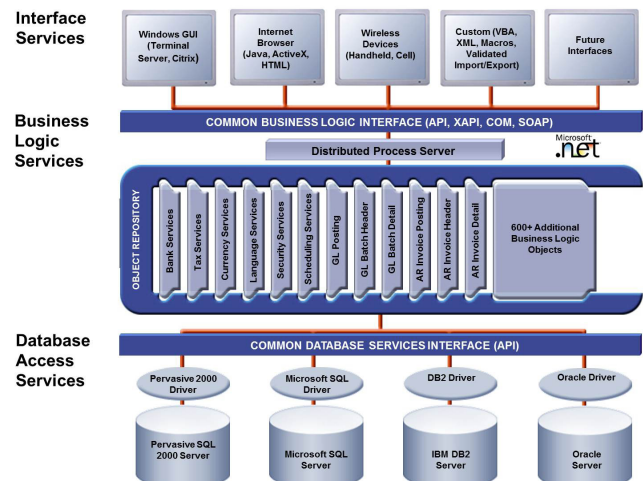 Interface
Services
Windows GUI
(Terminal
Server, Citrix)
Internet
Browser
(Java, ActiveX,
HTML)
Wireless
Devices
(Handheld, Cell)
Custom (VBA,
XML, Macros,
Validated
Import/Export)
Future
Interfaces
Business
Logic
Services
COMMON BUSINESS LOGIC INTERFACE (API, XAPI, COM, SOAP)
Distributed Process Server
Microsoft
.net
OBJECT REPOSITORY
Bank Services
Tax Services
Currency Services
Language Services
Security Services
Scheduling Services
GL Posting
GL Batch Header
GL Batch Detail
AR Invoice Posting
AR Invoice Header
AR Invoice Detail
600+ Additional
Business Logic
Objects
Database
Access
Services
COMMON DATABASE SERVICES INTERFACE (API)
Pervasive 2000
Driver
Microsoft SQL
Driver
DB2 Driver
Oracle Driver
Pervasive SQL
2000 Server
Microsoft SQL
Server
IBM DB2
Server
Oracle
Server